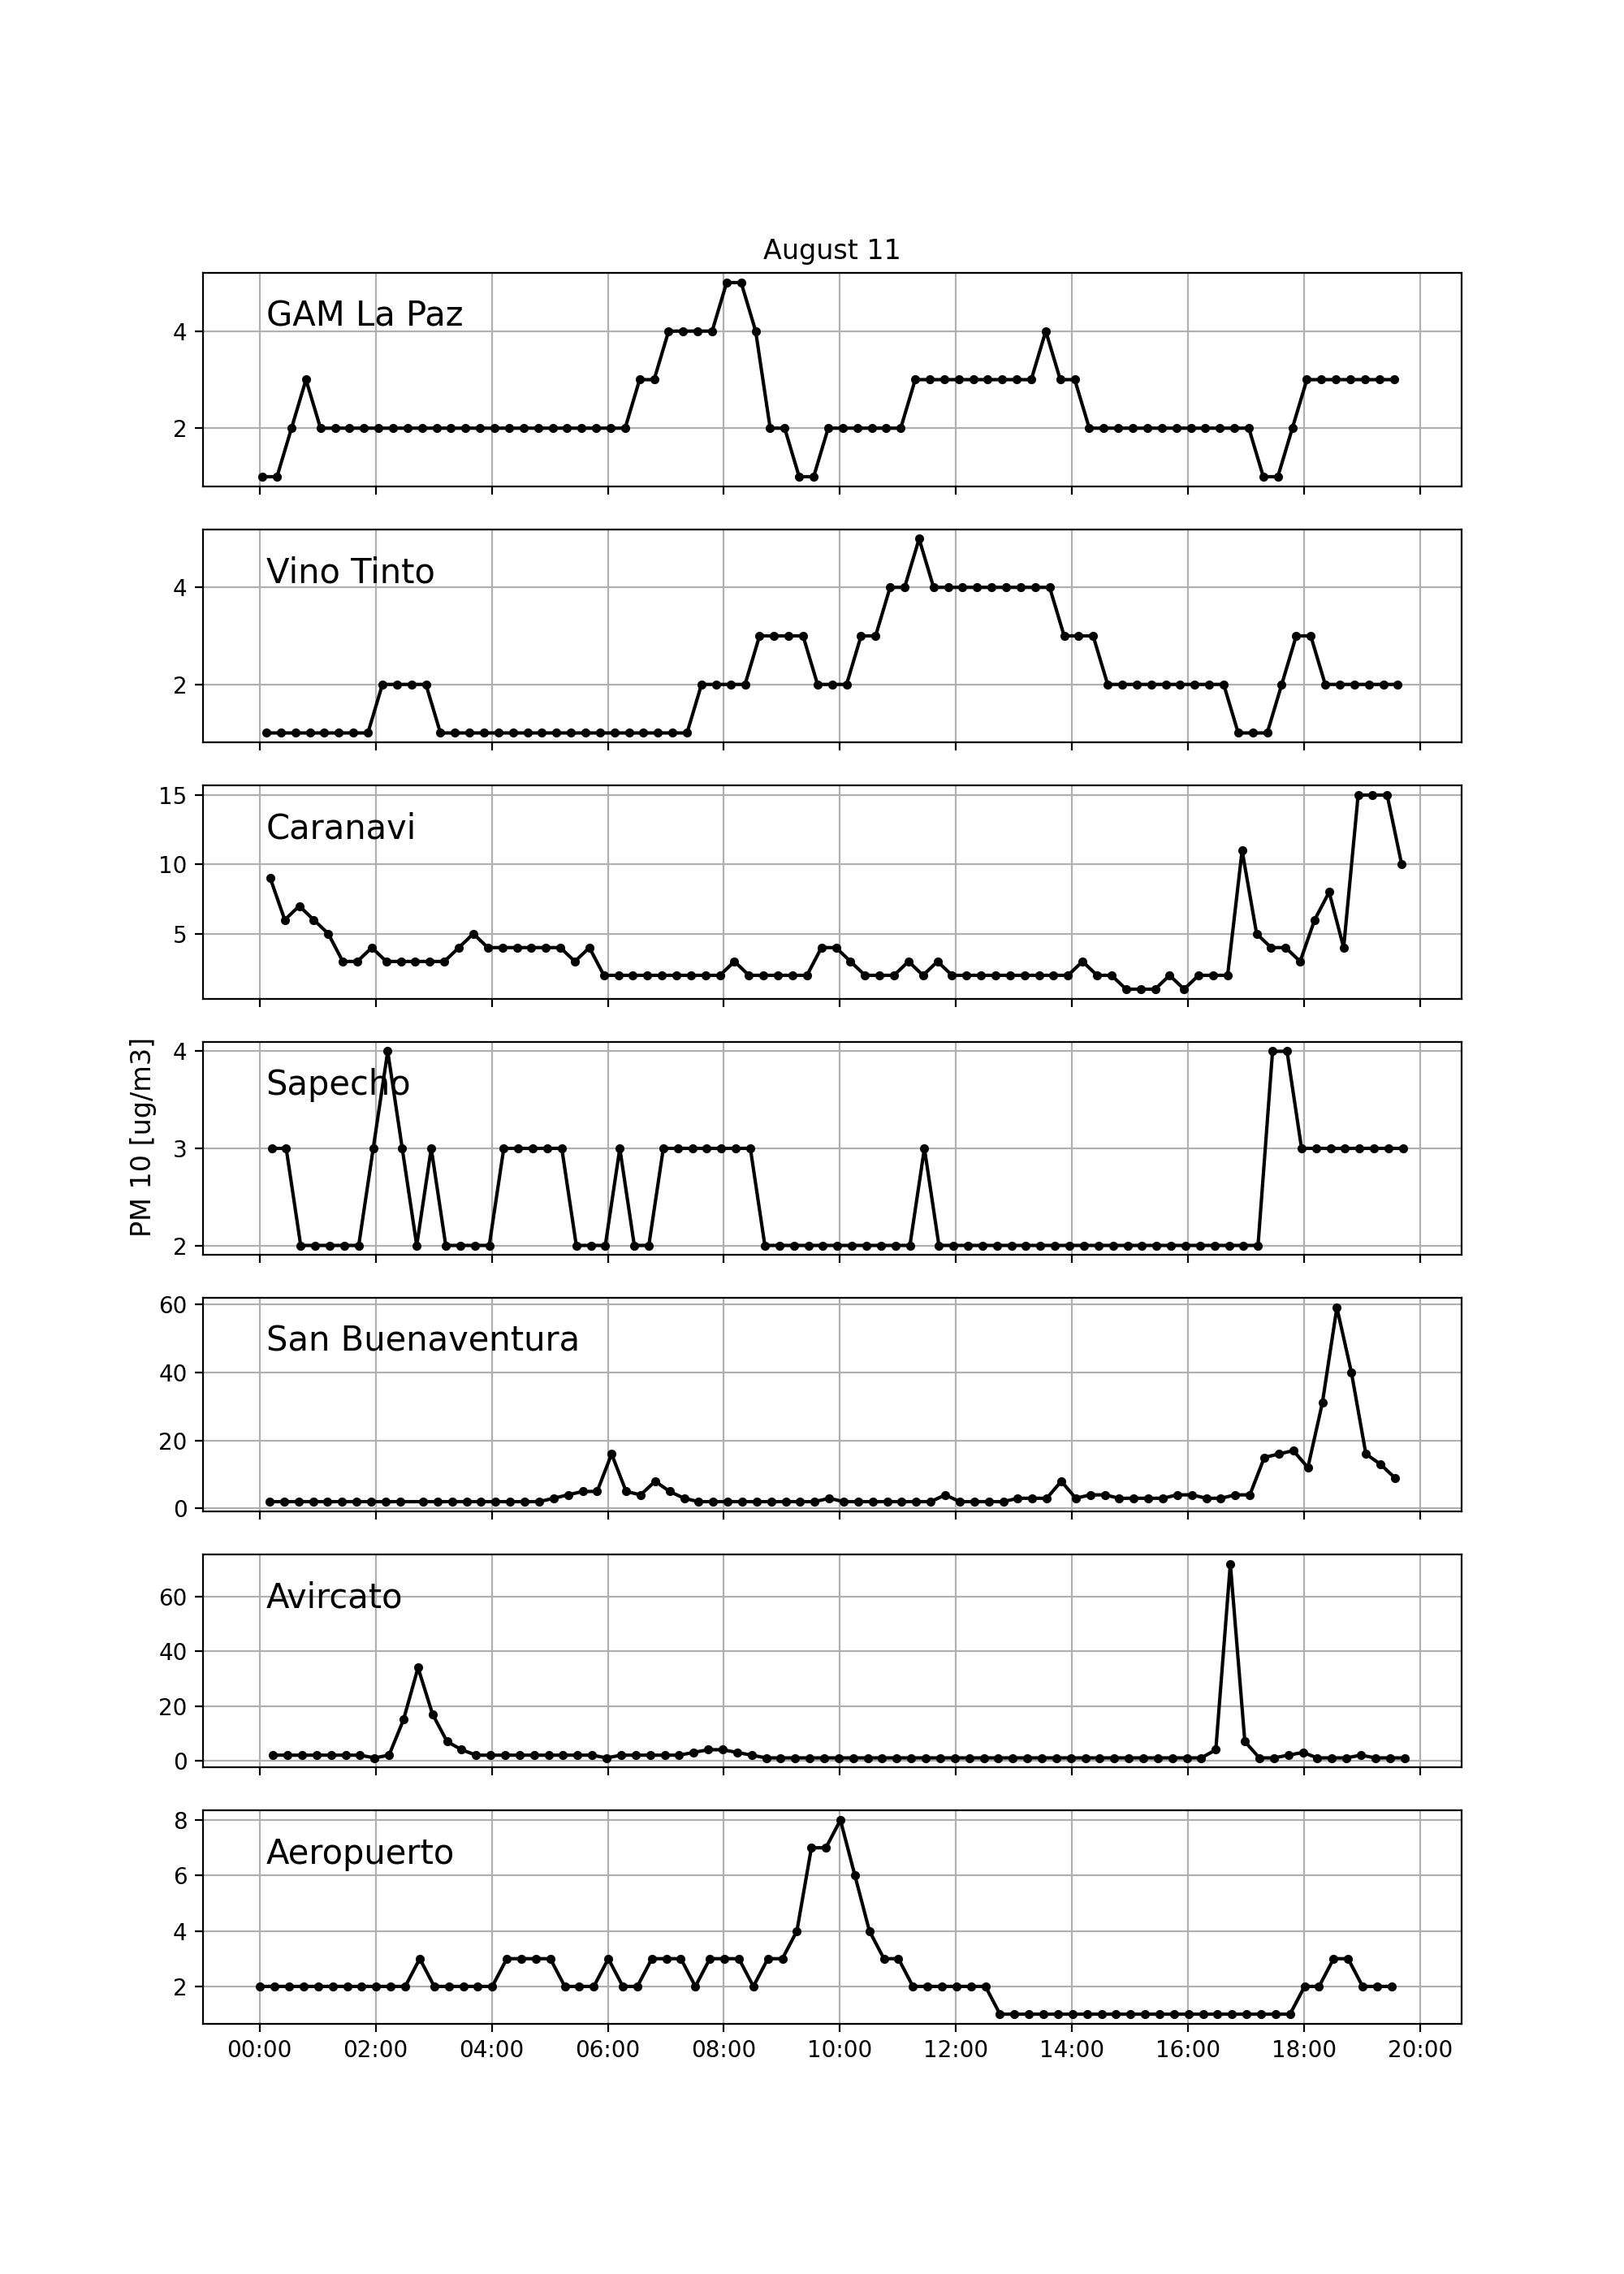 August 11
GAM La Paz
4
2
Vino Tinto
4
2
Caranavi
15
10
5
PM 10 [ug/m3]
Sapecho
4
3
2
San Buenaventura
60
40
20
0
Avircato
60
40
20
0
Aeropuerto
8
6
4
2
00:00 02:00 04:00 06:00 08:00 10:00 12:00 14:00 16:00 18:00 20:00